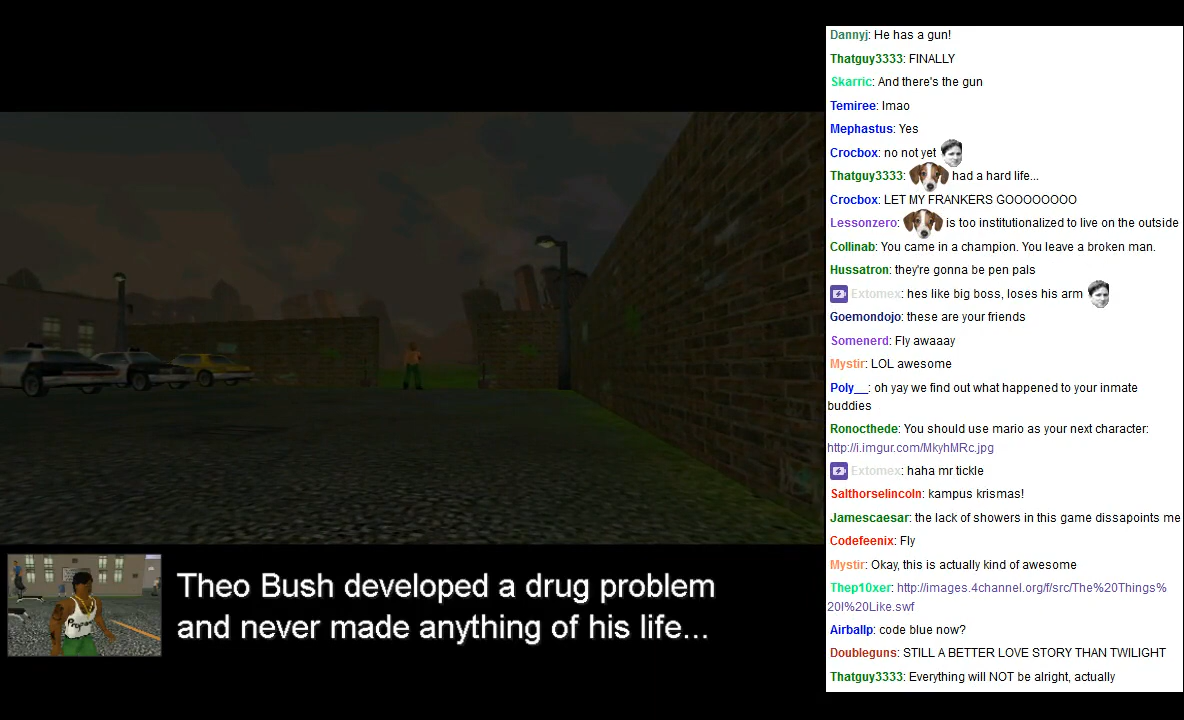 Dannyj: He has a gun!
Thatguy3333: FINALLY
Skarric: And there's the gun
Temiree: lmao
Mephastus: Yes
Crocbox: no not yet
Thatguy3333: had a hard life...
Crocbox: LET MY FRANKERS GOOOOOOOO
Lessonzero: is too institutionalized to live on the outside
Collinab: You came in a champion. You leave a broken man.
Hussatron: they're gonna be pen pals
Extomex: hes like big boss, loses his arm
Goemondojo: these are your friends
Somenerd: Fly awaaay
Mystir: LOL awesome
Poly__: oh yay we find out what happened to your inmate
buddies
Ronocthede: You should use mario as your next character:
http://i.imgur.com/MkyhMRc.jpg
Extomex: haha mr tickle
Salthorselincoln: kampus krismas!
Jamescaesar: the lack of showers in this game dissapoints me
Codefeenix: Fly
Mystir: Okay, this is actually kind of awesome
Thep10xer: http://images.4channel.org/f/src/The%20Things%
20I%20Like.swf
Airballp: code blue now?
Doubleguns: STILL A BETTER LOVE STORY THAN TWILIGHT
Thatguy3333: Everything will NOT be alright, actually
Theo Bush developed a drug problem
and never made anything of his life...